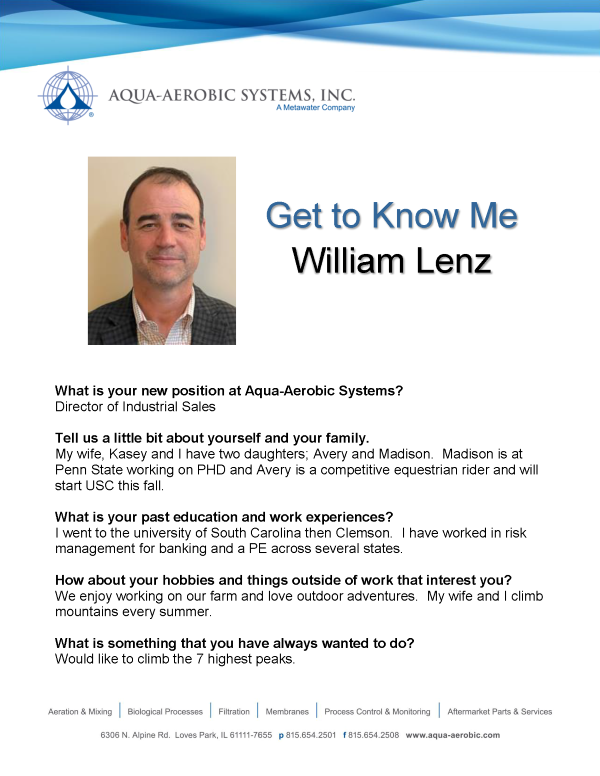 AQUA-AEROBIC SYSTEMS, INC.
A Metawater Company
®
Get to Know Me
William Lenz
What is your new position at Aqua-Aerobic Systems?
Director of Industrial Sales
Tell us a little bit about yourself and your family.
My wife, Kasey and I have two daughters; Avery and Madison.  Madison is at
Penn State working on PHD and Avery is a competitive equestrian rider and will
start USC this fall.
What is your past education and work experiences?
I went to the university of South Carolina then Clemson.  I have worked in risk
management for banking and a PE across several states.
How about your hobbies and things outside of work that interest you?
We enjoy working on our farm and love outdoor adventures.  My wife and I climb
mountains every summer.
What is something that you have always wanted to do?
Would like to climb the 7 highest peaks.
Aeration & Mixing | Biological Processes | Filtration | Membranes | Process Control & Monitoring | Aftermarket Parts & Services
6306 N. Alpine Rd.  Loves Park, IL 61111-7655  p 815.654.2501  f 815.654.2508  www.aqua-aerobic.com